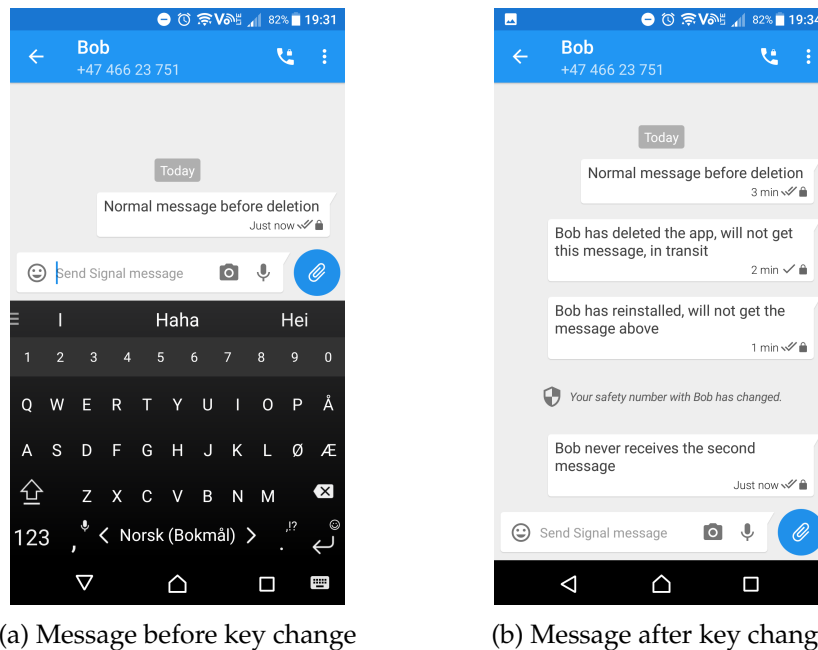 82% 19:31
Bob
+47 466 23 751
Today
Normal message before deletion
Just now
Send Signal message
I Haha Hei
1 2 3 4 5 6 7 8 9 0
Q W E R T Y U I O P Å
A S D F G H J K L Ø Æ
Z X C V B N M
123 , < Norsk (Bokmål) > . ,!?
(a) Message before key change
82% 19:34
Bob
+47 466 23 751
Today
Normal message before deletion
3 min
Bob has deleted the app, will not get
this message, in transit
2 min
Bob has reinstalled, will not get the
message above
1 min
Your safety number with Bob has changed.
Bob never receives the second
message
Just now
Send Signal message
(b) Message after key chang